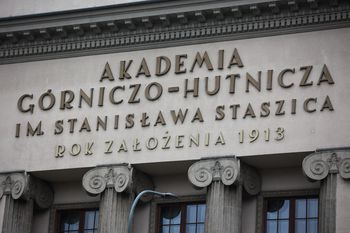 AKADEMIA
GÓRNICZO-HUTNICZA
IM. STANISŁAWA STASZICA
ROK ZAŁOŻENIA 1913